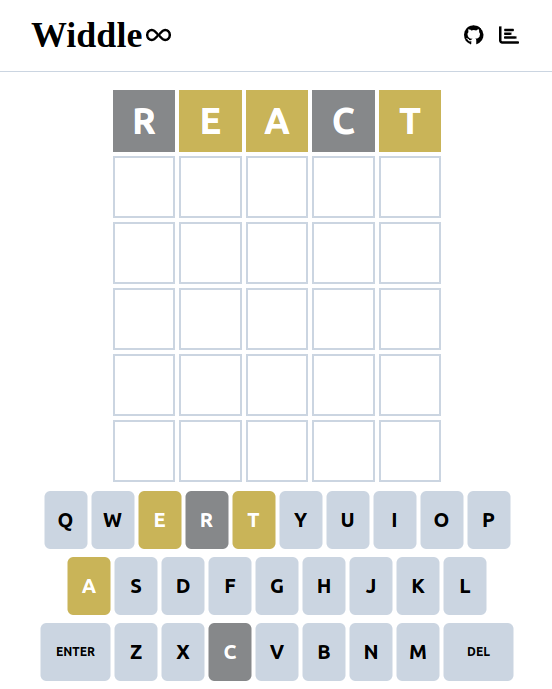 Widdle∞
R E A C T
Q W E R T Y U I O P
A S D F G H J K L
ENTER Z X C V B N M DEL